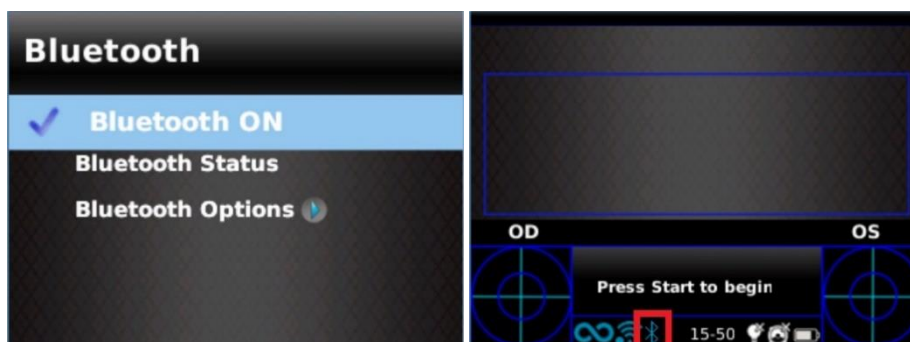 Bluetooth
Bluetooth ON
Bluetooth Status
Bluetooth Options
OD OS
Press Start to begin
15-50